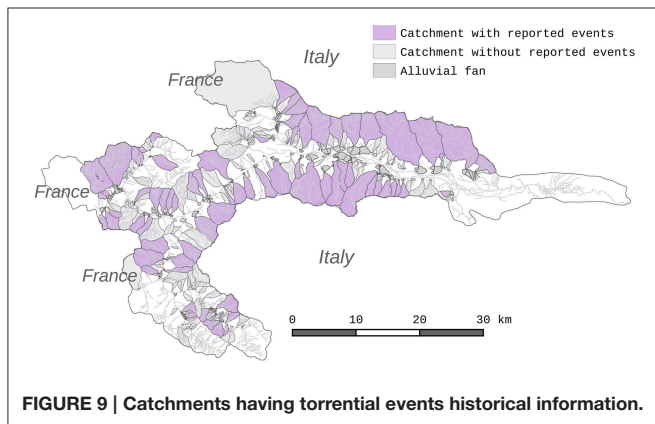 Catchment with reported events
Catchment without reported events
Alluvial fan
Italy
France
France
France
Italy
0 10 20 30 km
FIGURE 9 | Catchments having torrential events historical information.